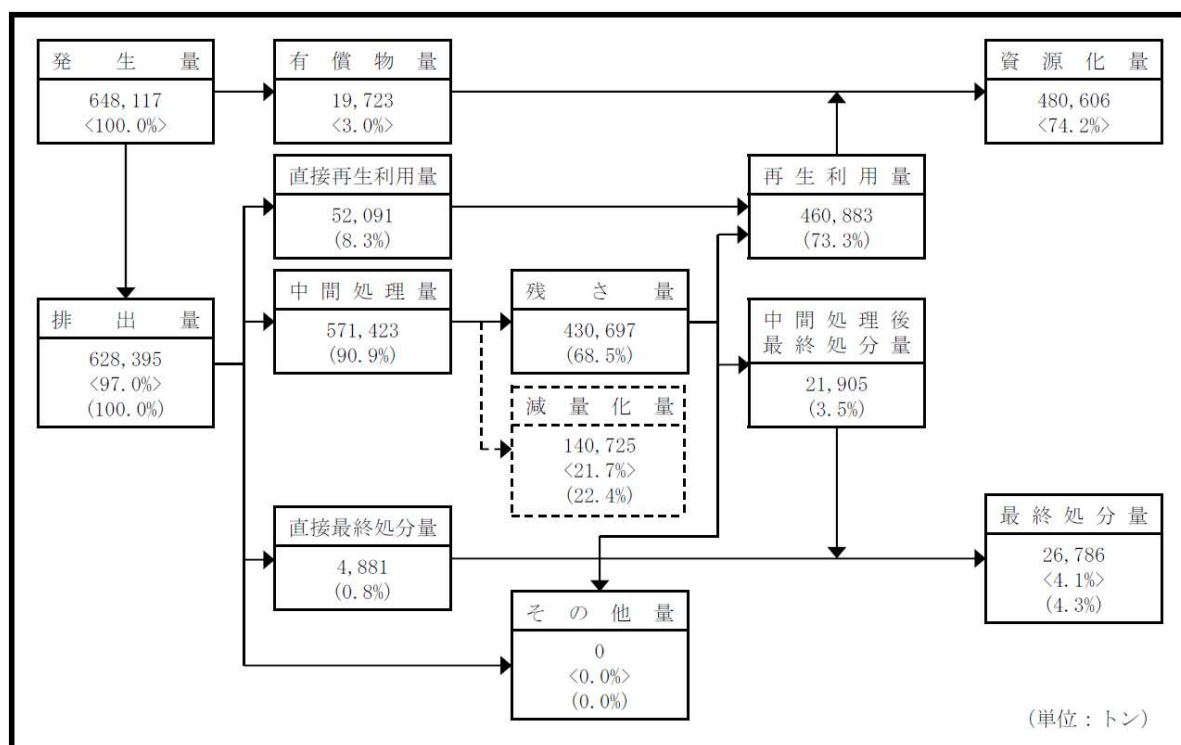 発生量
648,117
<100.0%>
有償物量
19,723
<3.0%>
資源化量
480,606
<74.2%>
直接再生利用量
52,091
(8.3%)
再生利用量
460,883
(73.3%)
排出量
628,395
<97.0%>
(100.0%)
中間処理量
571,423
(90.9%)
残さ量
430,697
(68.5%)
中間処理後
最終処分量
21,905
(3.5%)
減量化量
140,725
<21.7%>
(22.4%)
直接最終処分量
4,881
(0.8%)
最終処分量
26,786
<4.1%>
(4.3%)
その他量
0
<0.0%>
(0.0%)
(単位:トン)